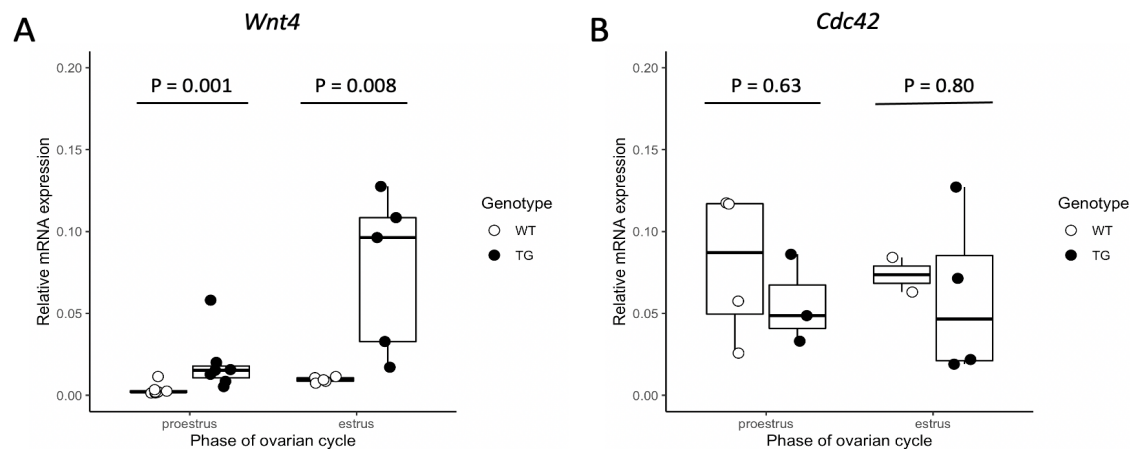 A
Wnt4
P = 0.001
P = 0.008
0.20
0.15
0.10
0.05
0.00
Relative mRNA expression
proestrus
estrus
Phase of ovarian cycle
Genotype
WT
TG
B
Cdc42
P = 0.63
P = 0.80
0.20
0.15
0.10
0.05
0.00
Relative mRNA expression
proestrus
estrus
Phase of ovarian cycle
Genotype
WT
TG